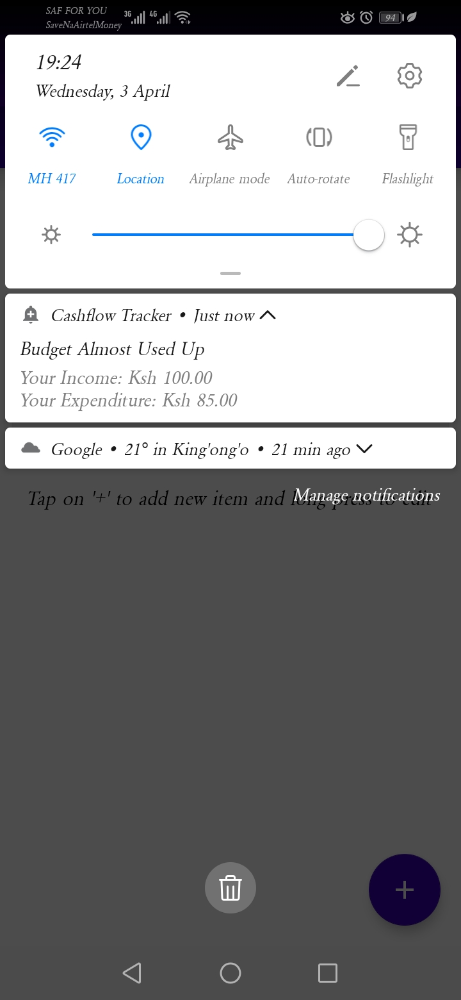 SAF FOR YOU
SaveNaAirtelMoney
3G 4G 94
19:24
Wednesday, 3 April
MH 417 Location Airplane mode Auto-rotate Flashlight
Cashflow Tracker • Just now
Budget Almost Used Up
Your Income: Ksh 100.00
Your Expenditure: Ksh 85.00
Google • 21° in King'ong'o • 21 min ago
Tap on '+' to add new item and long press to edit
Manage notifications